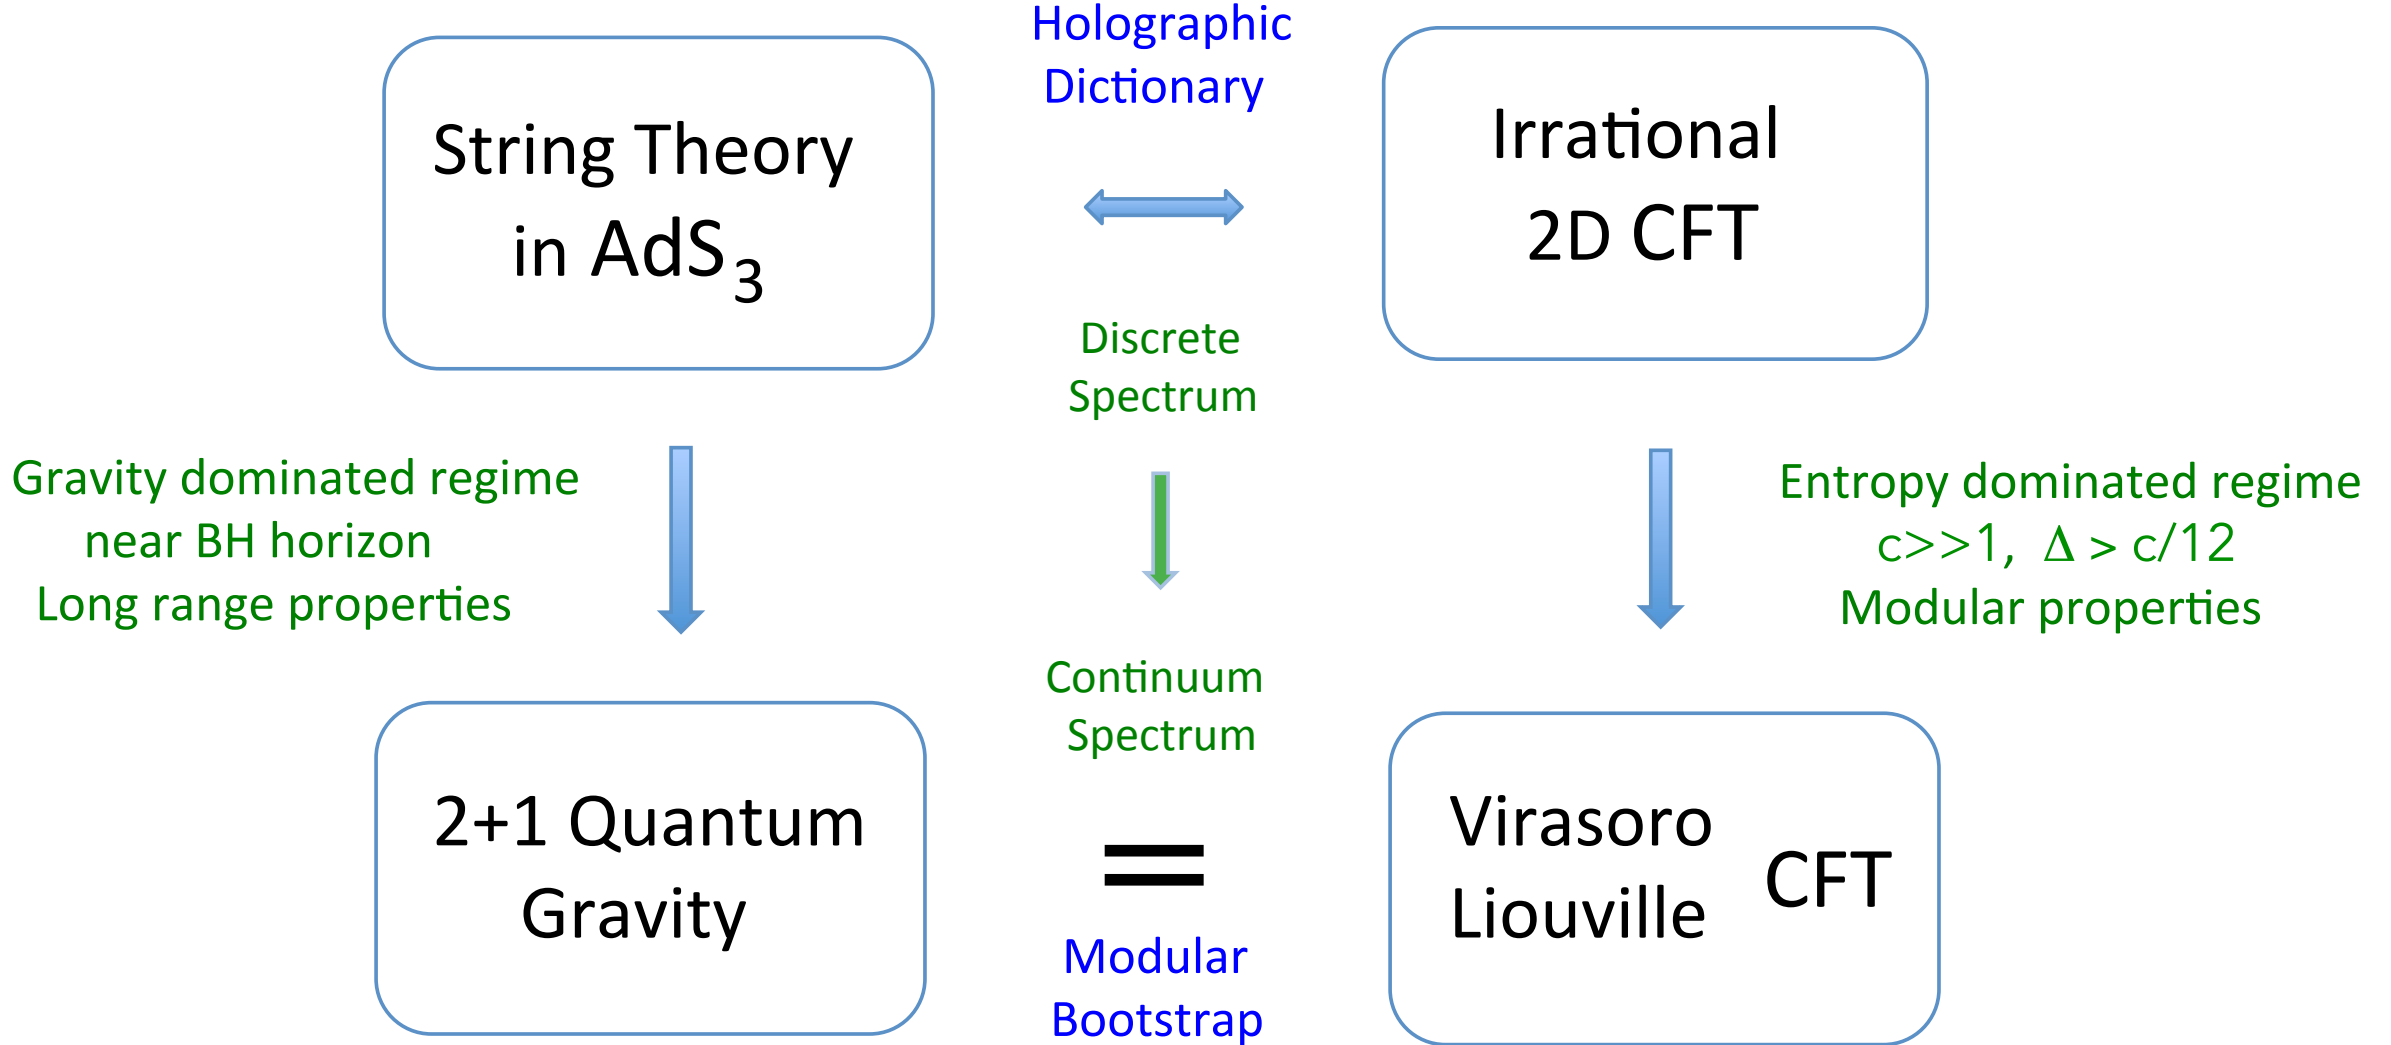 Holographic
Dictionary
String Theory
in AdS3
Irrational
2D CFT
Discrete
Spectrum
Gravity dominated regime
near BH horizon
Long range properties
Entropy dominated regime
c>>1, Δ > c/12
Modular properties
Continuum
Spectrum
2+1 Quantum
Gravity
=
Virasoro
Liouville
CFT
Modular
Bootstrap